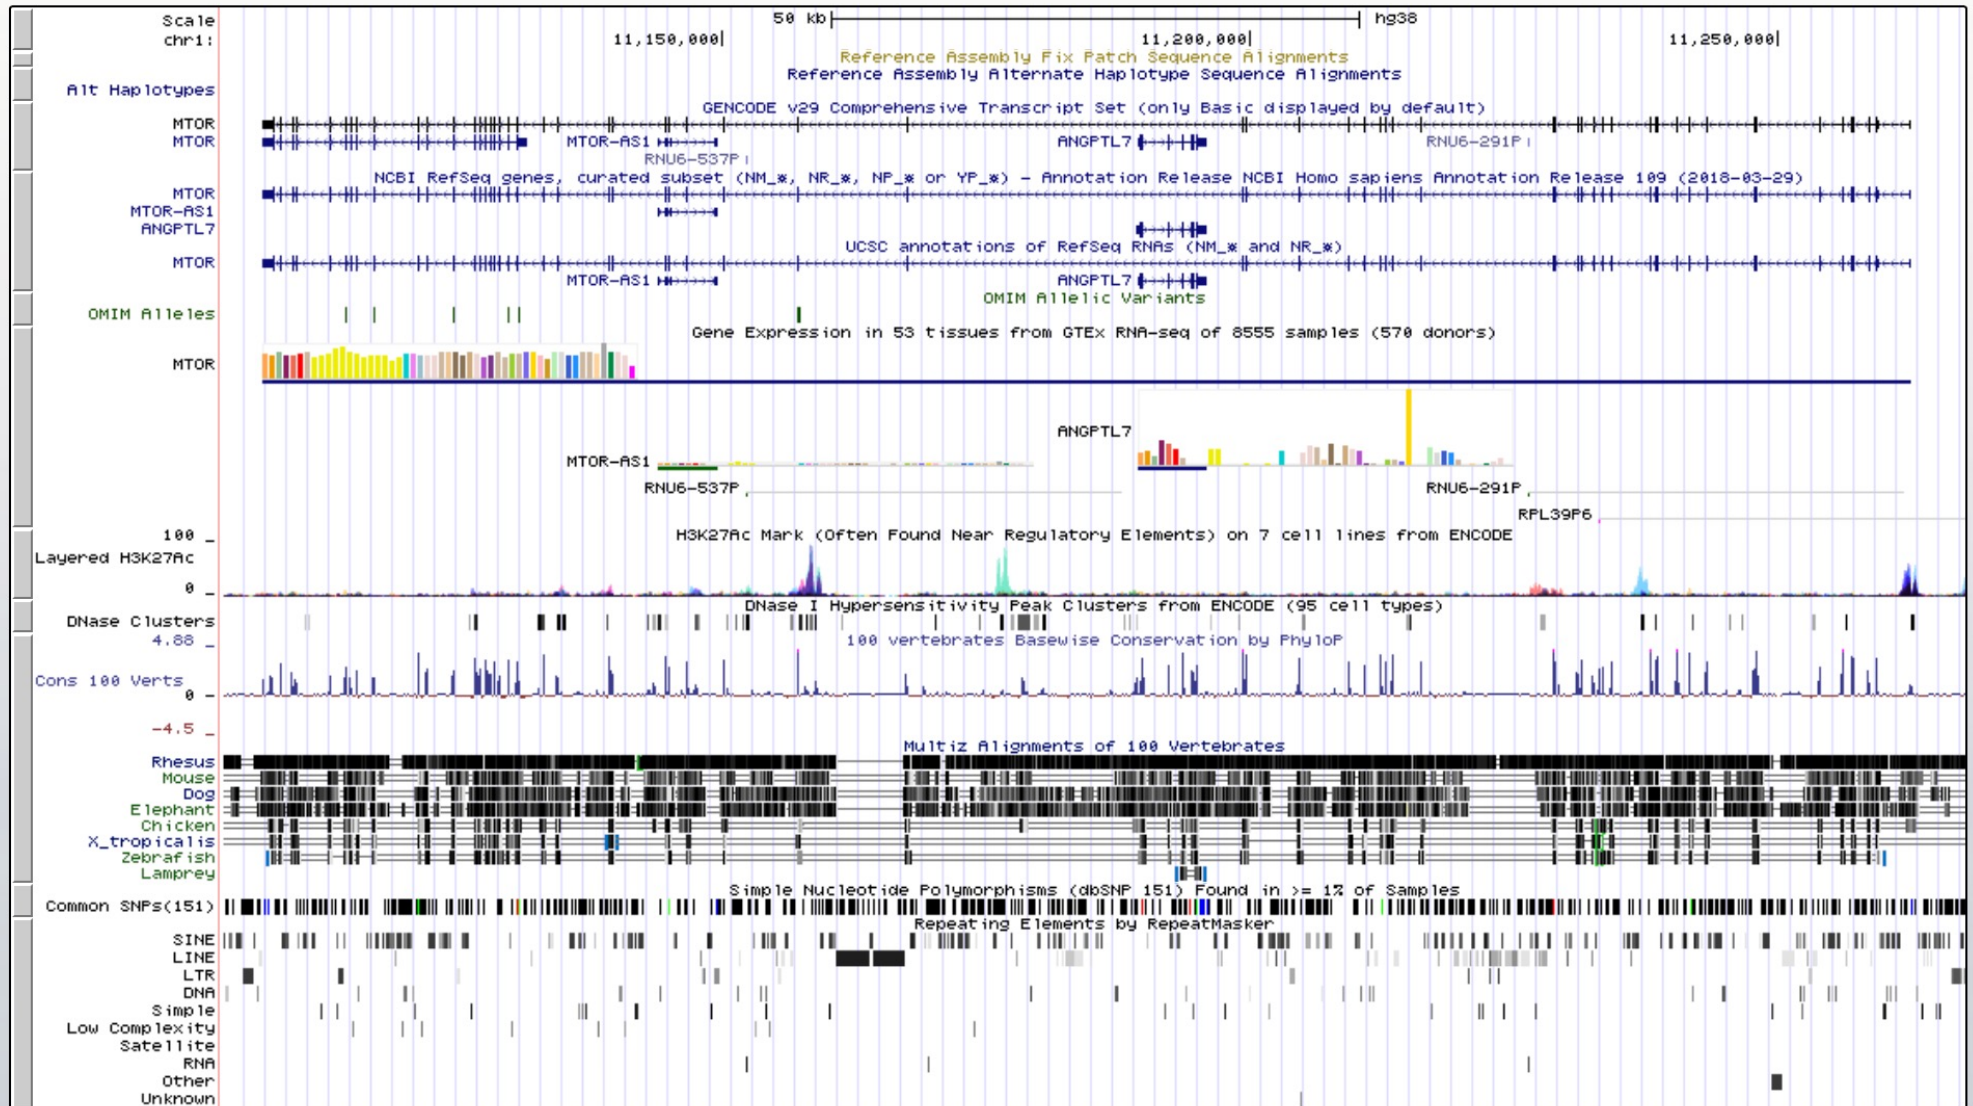 Scale 50 kb hg38
chr1: 11,150,000| 11,200,000| 11,250,000|
Reference Assembly Fix Patch Sequence Alignments
Reference Assembly Alternate Haplotype Sequence Alignments
Alt Haplotypes
GENCODE v29 Comprehensive Transcript Set (only Basic displayed by default)
MTOR
MTOR MTOR-AS1 ANGPTL7 RNU6-291P
RNU6-537P
NCBI RefSeq genes, curated subset (NM_*, NR_*, NP_* or YP_*) - Annotation Release NCBI Homo sapiens Annotation Release 109 (2018-03-29)
MTOR
MTOR-AS1
ANGPTL7
UCSC annotations of RefSeq RNAs (NM_* and NR_*)
MTOR
MTOR-AS1 ANGPTL7
OMIM Allelic Variants
OMIM Alleles
Gene Expression in 53 tissues from GTEx RNA-seq of 8555 samples (570 donors)
MTOR
ANGPTL7
MTOR-AS1
RNU6-537P RNU6-291P
RPL39P6
H3K27Ac Mark (Often Found Near Regulatory Elements) on 7 cell lines from ENCODE
100 _
Layered H3K27Ac
0 _
DNase I Hypersensitivity Peak Clusters from ENCODE (95 cell types)
DNase Clusters
100 vertebrates Basewise Conservation by PhyloP
4.88 _
Cons 100 Verts
0 _
-4.5 _
Multiz Alignments of 100 Vertebrates
Rhesus
Mouse
Dog
Elephant
Chicken
X_tropicalis
Zebrafish
Lamprey
Simple Nucleotide Polymorphisms (dbSNP 151) Found in >= 1% of Samples
Common SNPs(151)
Repeating Elements by RepeatMasker
SINE
LINE
LTR
DNA
Simple
Low Complexity
Satellite
RNA
Other
Unknown